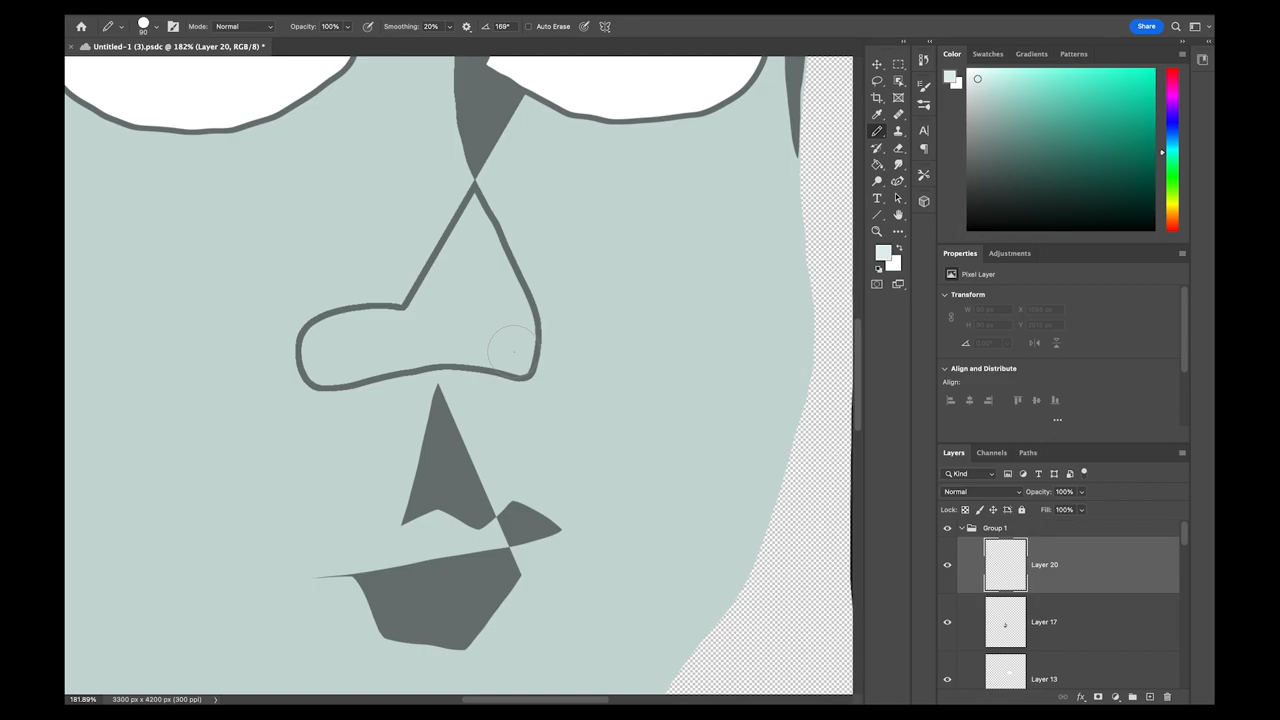 90
Mode: Normal
Opacity: 100%
Smoothing: 20%
169°
Auto Erase
Share
× Untitled-1 (3).psdc @ 182% (Layer 20, RGB/8) *
Color Swatches Gradients Patterns
Properties Adjustments
Pixel Layer
Transform
W X
H Y
0.00°
Align and Distribute
Align:
Layers Channels Paths
Kind
Normal Opacity: 100%
Lock: Fill: 100%
Group 1
Layer 20
Layer 17
Layer 13
181.89% 3300 px x 4200 px (300 ppi)